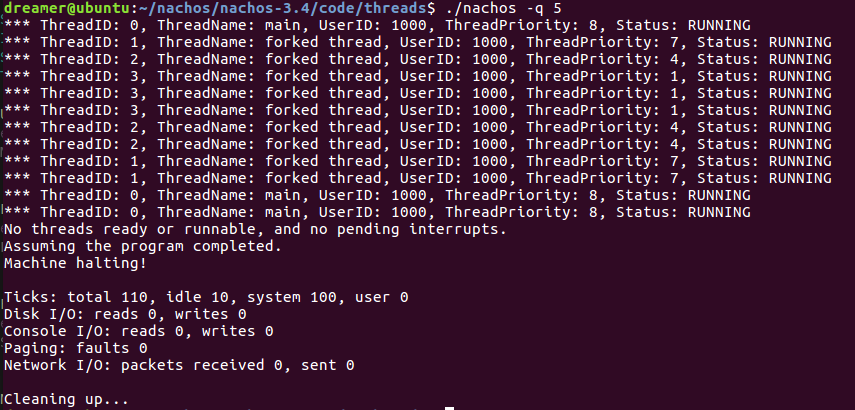 dreamer@ubuntu:~/nachos/nachos-3.4/code/threads$ ./nachos -q 5
*** ThreadID: 0, ThreadName: main, UserID: 1000, ThreadPriority: 8, Status: RUNNING
*** ThreadID: 1, ThreadName: forked thread, UserID: 1000, ThreadPriority: 7, Status: RUNNING
*** ThreadID: 2, ThreadName: forked thread, UserID: 1000, ThreadPriority: 4, Status: RUNNING
*** ThreadID: 3, ThreadName: forked thread, UserID: 1000, ThreadPriority: 1, Status: RUNNING
*** ThreadID: 3, ThreadName: forked thread, UserID: 1000, ThreadPriority: 1, Status: RUNNING
*** ThreadID: 3, ThreadName: forked thread, UserID: 1000, ThreadPriority: 1, Status: RUNNING
*** ThreadID: 2, ThreadName: forked thread, UserID: 1000, ThreadPriority: 4, Status: RUNNING
*** ThreadID: 2, ThreadName: forked thread, UserID: 1000, ThreadPriority: 4, Status: RUNNING
*** ThreadID: 1, ThreadName: forked thread, UserID: 1000, ThreadPriority: 7, Status: RUNNING
*** ThreadID: 1, ThreadName: forked thread, UserID: 1000, ThreadPriority: 7, Status: RUNNING
*** ThreadID: 0, ThreadName: main, UserID: 1000, ThreadPriority: 8, Status: RUNNING
*** ThreadID: 0, ThreadName: main, UserID: 1000, ThreadPriority: 8, Status: RUNNING
No threads ready or runnable, and no pending interrupts.
Assuming the program completed.
Machine halting!
Ticks: total 110, idle 10, system 100, user 0
Disk I/O: reads 0, writes 0
Console I/O: reads 0, writes 0
Paging: faults 0
Network I/O: packets received 0, sent 0
Cleaning up...